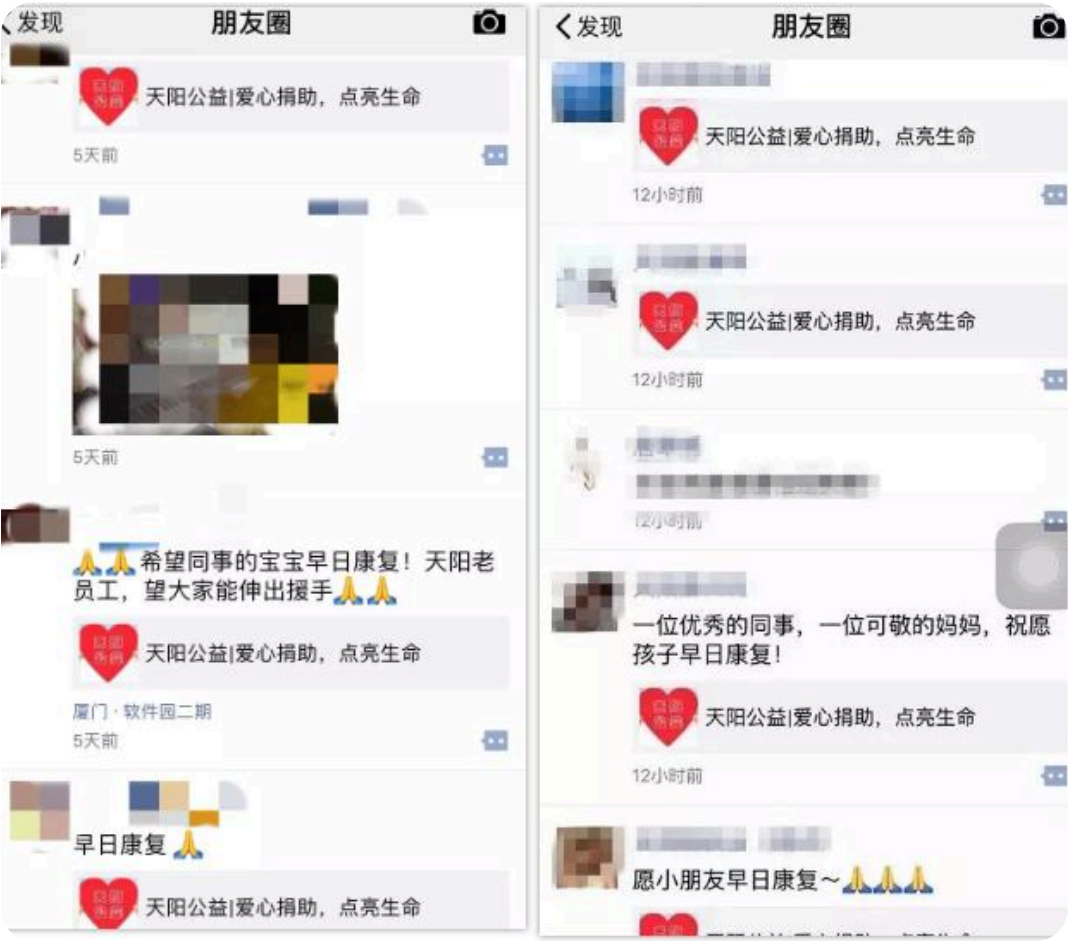 发现
朋友圈
天阳公益|爱心捐助，点亮生命
5天前
5天前
🙏🙏希望同事的宝宝早日康复！天阳老
员工，望大家能伸出援手🙏🙏
天阳公益|爱心捐助，点亮生命
厦门·软件园二期
5天前
早日康复🙏
天阳公益|爱心捐助，点亮生命
发现
朋友圈
天阳公益|爱心捐助，点亮生命
12小时前
天阳公益|爱心捐助，点亮生命
12小时前
12小时前
一位优秀的同事，一位可敬的妈妈，祝愿
孩子早日康复！
天阳公益|爱心捐助，点亮生命
12小时前
愿小朋友早日康复～🙏🙏🙏